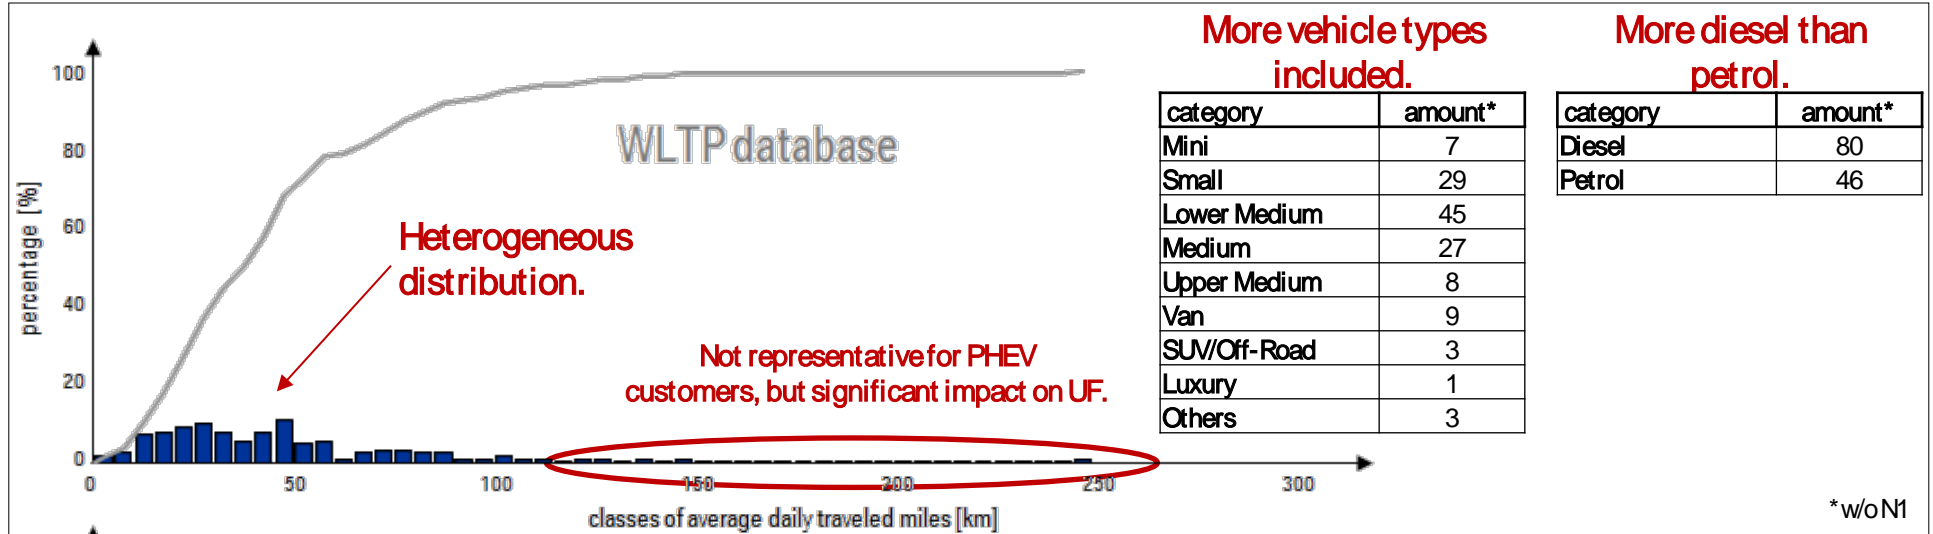 More vehicle types
included.
More diesel than
petrol.
category amount*
Mini 7
Small 29
Lower Medium 45
Medium 27
Upper Medium 8
Van 9
SUV/Off-Road 3
Luxury 1
Others 3
category amount*
Diesel 80
Petrol 46
WLTP database
Heterogeneous
distribution.
Not representative for PHEV
customers, but significant impact on UF.
percentage [%]
100
80
60
40
20
0
0 50 100 150 200 250 300
classes of average daily traveled miles [km]
*w/o N1